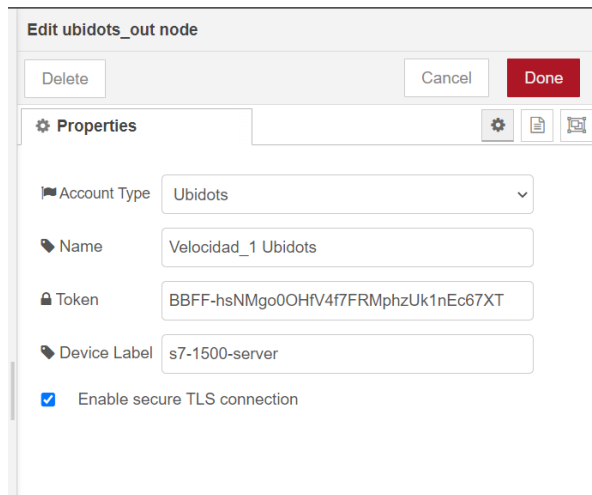 Edit ubidots_out node
Delete
Cancel
Done
Properties
Account Type
Ubidots
Name
Velocidad_1 Ubidots
Token
BBFF-hsNMgo0OHfV4f7FRMphzUk1nEc67XT
Device Label
s7-1500-server
Enable secure TLS connection